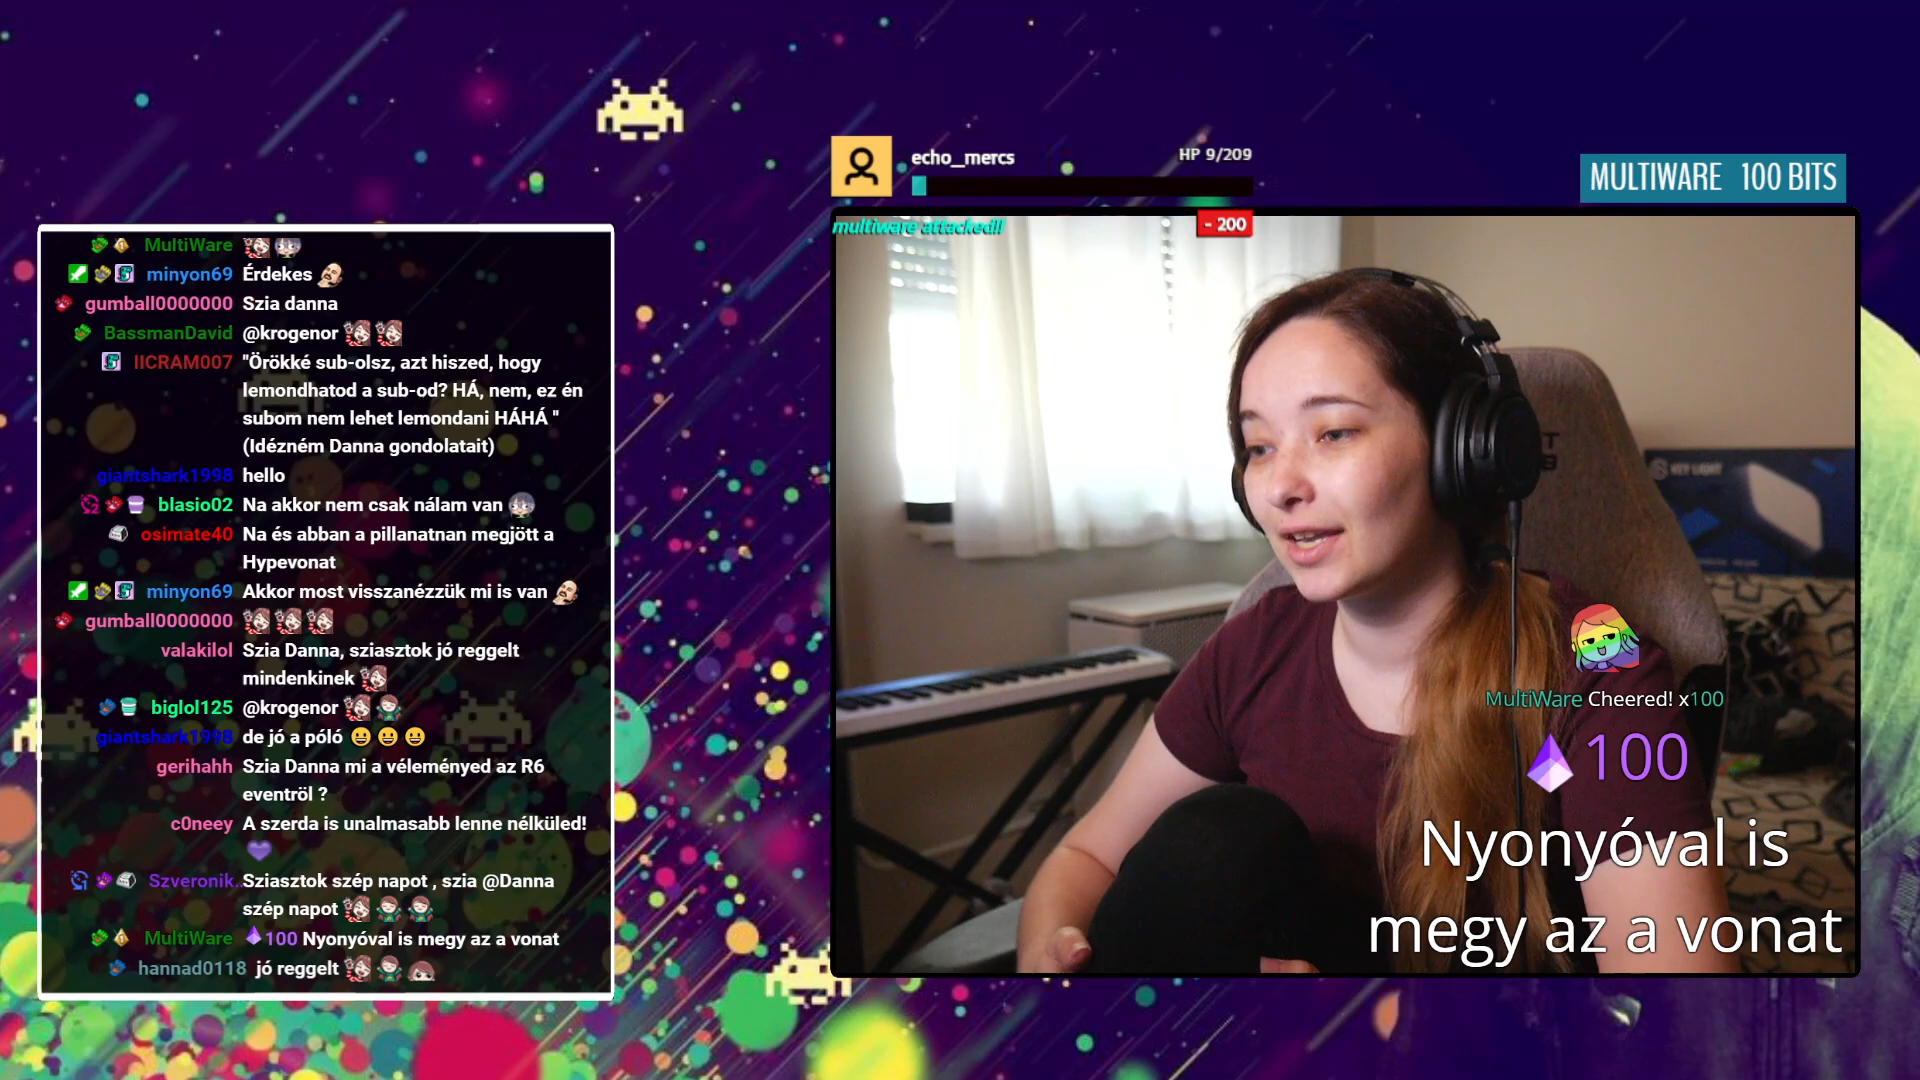 echo_mercs
HP 9/209
MULTIWARE 100 BITS
multiware attacked!!
- 200
MultiWare
minyon69 Érdekes
gumball0000000 Szia danna
BassmanDavid @krogenor
IICRAM007 "Örökké sub-olsz, azt hiszed, hogy
lemondhatod a sub-od? HÁ, nem, ez én
subom nem lehet lemondani HÁHÁ "
(Idézném Danna gondolatait)
giantshark1998 hello
blasio02 Na akkor nem csak nálam van
osimate40 Na és abban a pillanatnan megjött a
Hypevonat
minyon69 Akkor most visszanézzük mi is van
gumball0000000
valakilol Szia Danna, sziasztok jó reggelt
mindenkinek
biglol125 @krogenor
giantshark1998 de jó a póló
gerihahh Szia Danna mi a véleményed az R6
eventröl ?
c0neey A szerda is unalmasabb lenne nélküled!
Szveronik... Sziasztok szép napot , szia @Danna
szép napot
MultiWare 100 Nyonyóval is megy az a vonat
hannad0118 jó reggelt
KEY LIGHT
MultiWare Cheered! x100
100
Nyonyóval is
megy az a vonat